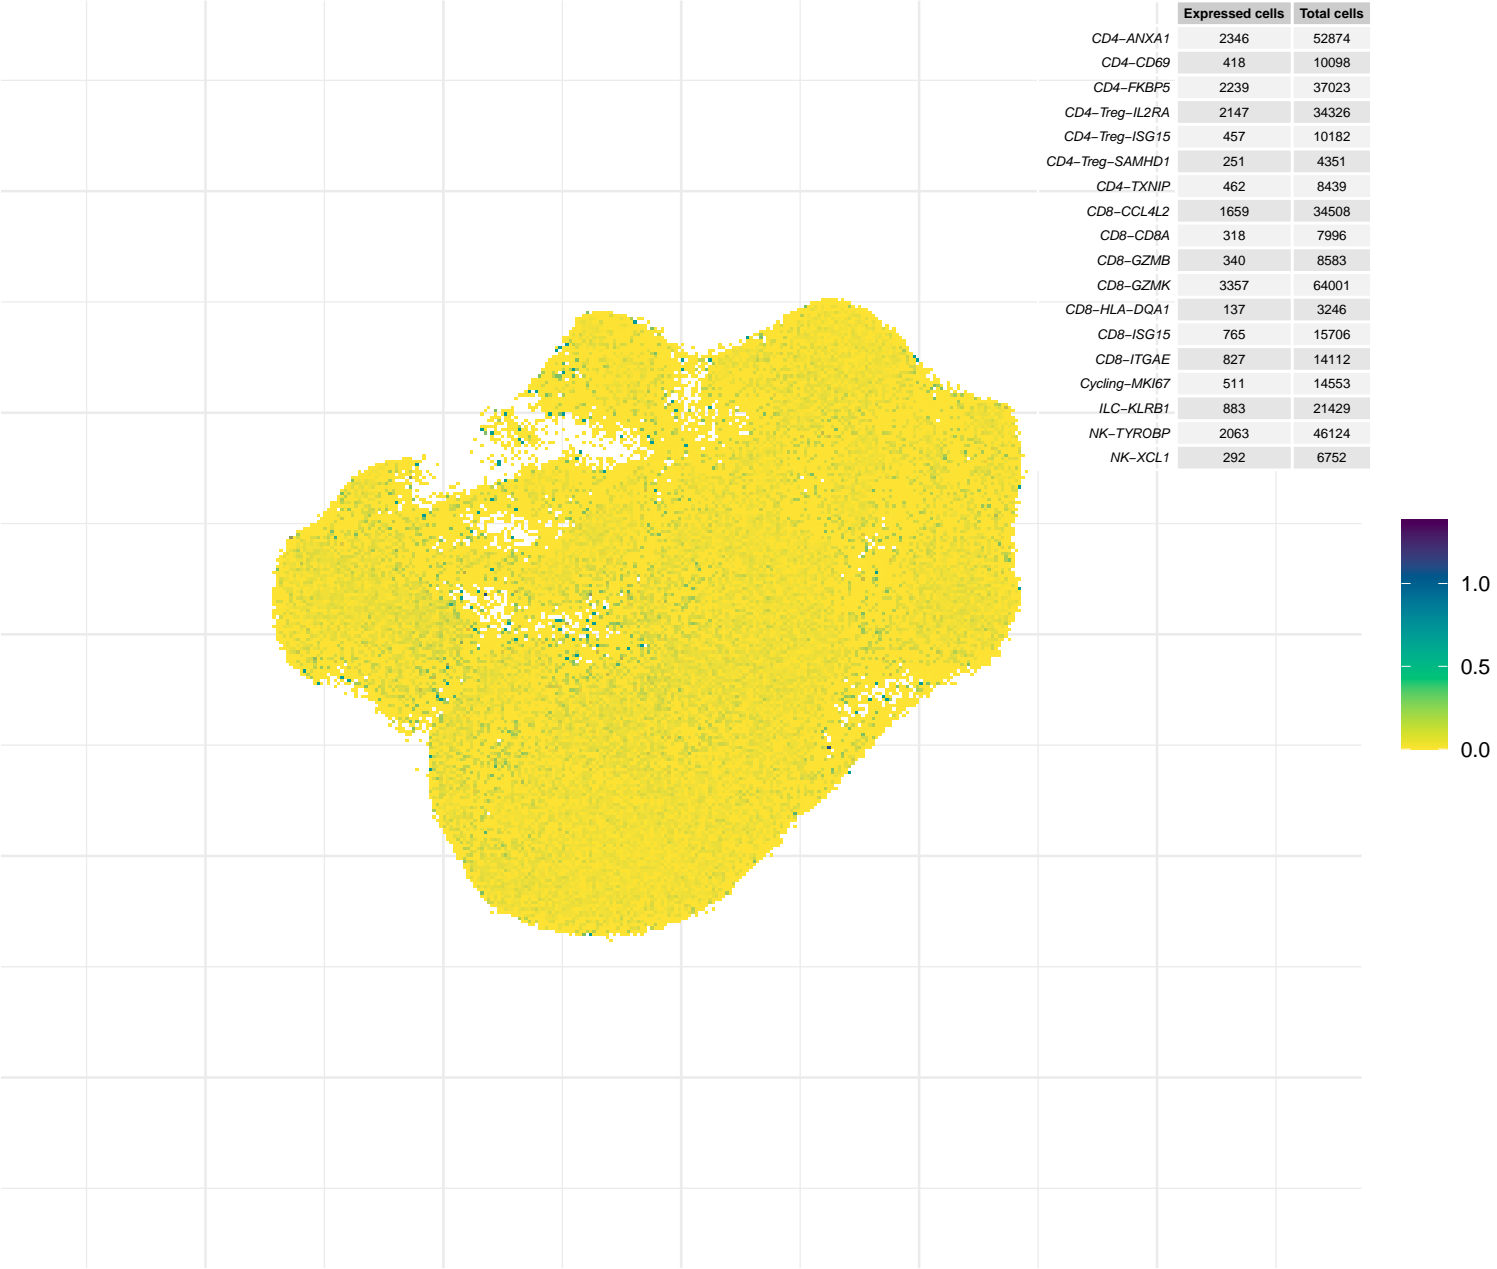 Expressed cells Total cells
CD4−ANXA1 2346 52874
CD4−CD69 418 10098
CD4−FKBP5 2239 37023
CD4−Treg−IL2RA 2147 34326
CD4−Treg−ISG15 457 10182
CD4−Treg−SAMHD1 251 4351
CD4−TXNIP 462 8439
CD8−CCL4L2 1659 34508
CD8−CD8A 318 7996
CD8−GZMB 340 8583
CD8−GZMK 3357 64001
CD8−HLA−DQA1 137 3246
CD8−ISG15 765 15706
CD8−ITGAE 827 14112
Cycling−MKI67 511 14553
ILC−KLRB1 883 21429
NK−TYROBP 2063 46124
NK−XCL1 292 6752
1.0
0.5
0.0